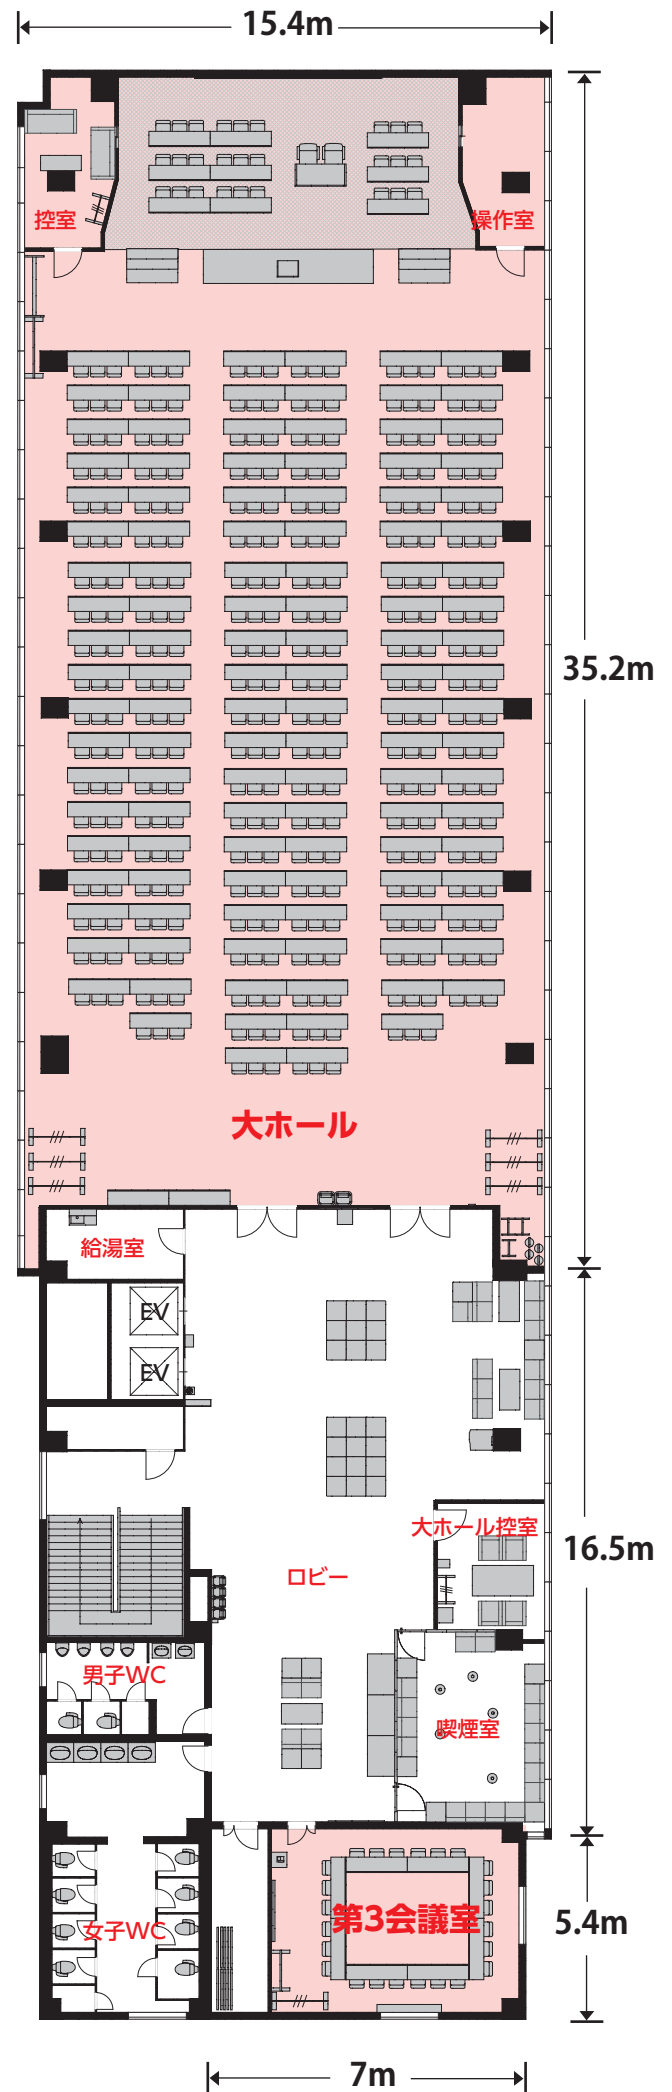 15.4m
控室
操作室
35.2m
大ホール
給湯室
EV
EV
大ホール控室
16.5m
ロビー
男子WC
喫煙室
第3会議室
5.4m
女子WC
7m